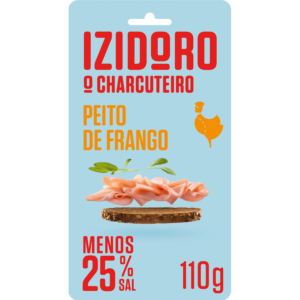 IZIDORO
O CHARCUTEIRO
PEITO
DE FRANGO
MENOS
25% SAL
110g